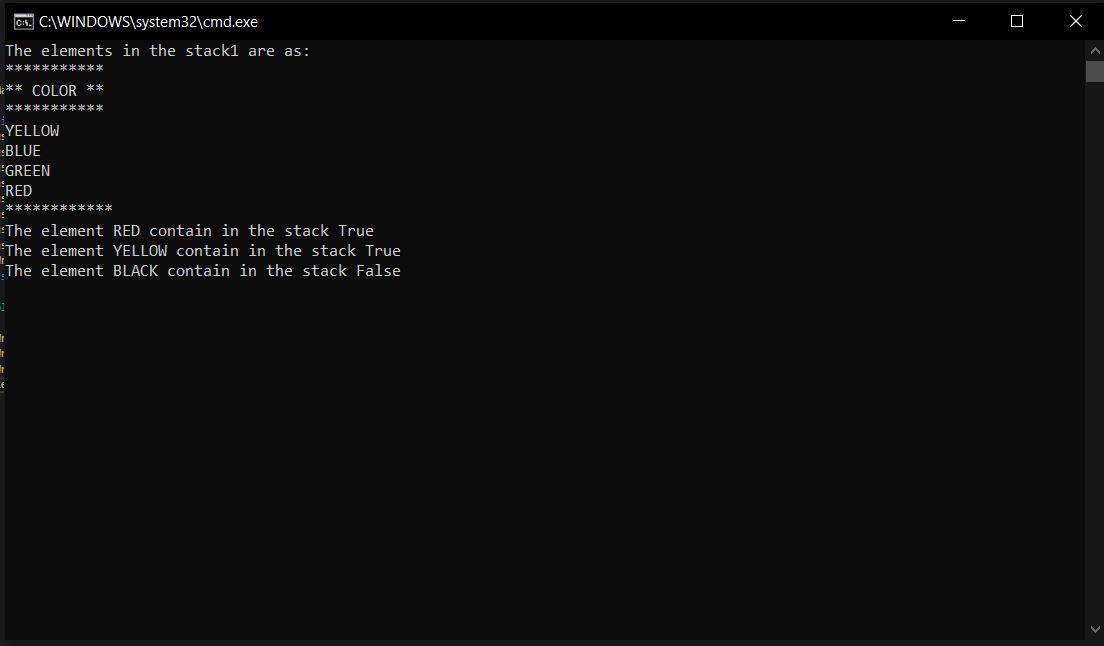 C:\WINDOWS\system32\cmd.exe
The elements in the stack1 are as:
***********
** COLOR **
***********
YELLOW
BLUE
GREEN
RED
************
The element RED contain in the stack True
The element YELLOW contain in the stack True
The element BLACK contain in the stack False